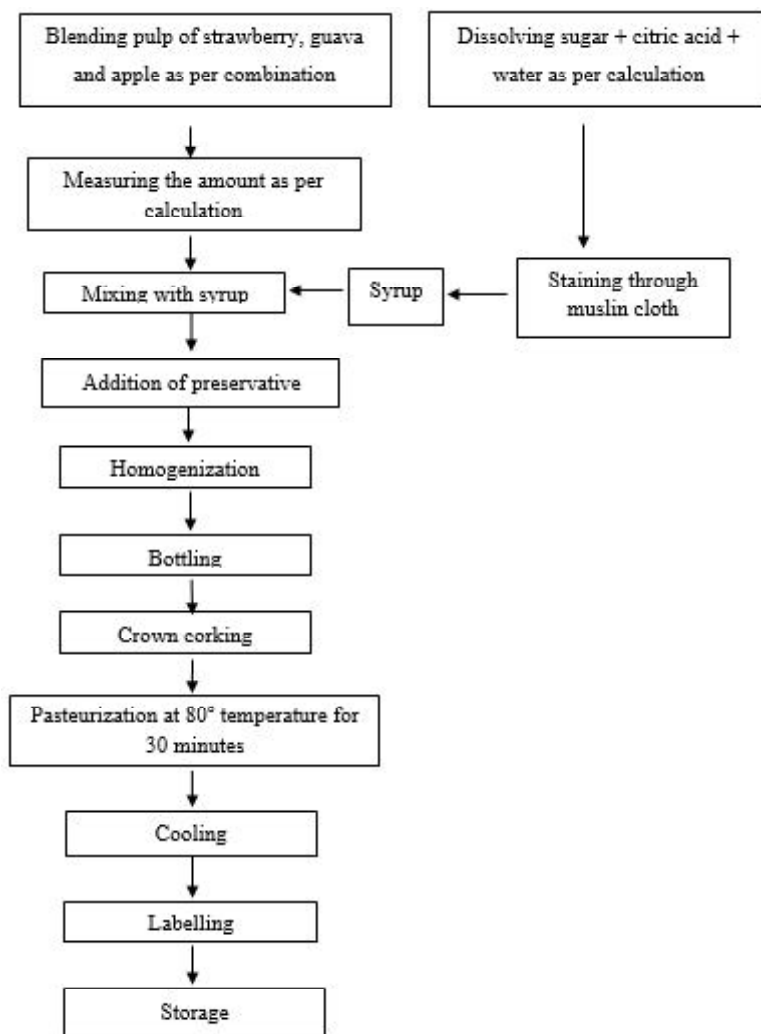 Blending pulp of strawberry, guava
and apple as per combination
Dissolving sugar + citric acid +
water as per calculation
Measuring the amount as per
calculation
Mixing with syrup
Syrup
Staining through
muslin cloth
Addition of preservative
Homogenization
Bottling
Crown corking
Pasteurization at 80° temperature for
30 minutes
Cooling
Labelling
Storage